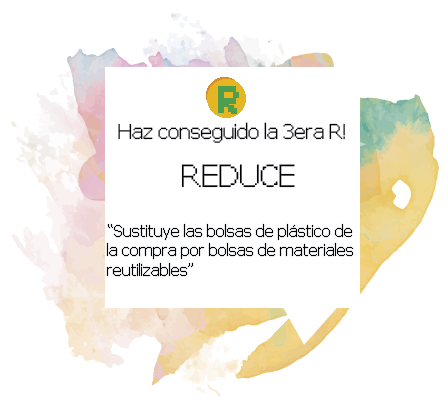 R
Haz conseguido la 3era R!
REDUCE
“Sustituye las bolsas de plástico de
la compra por bolsas de materiales
reutilizables”